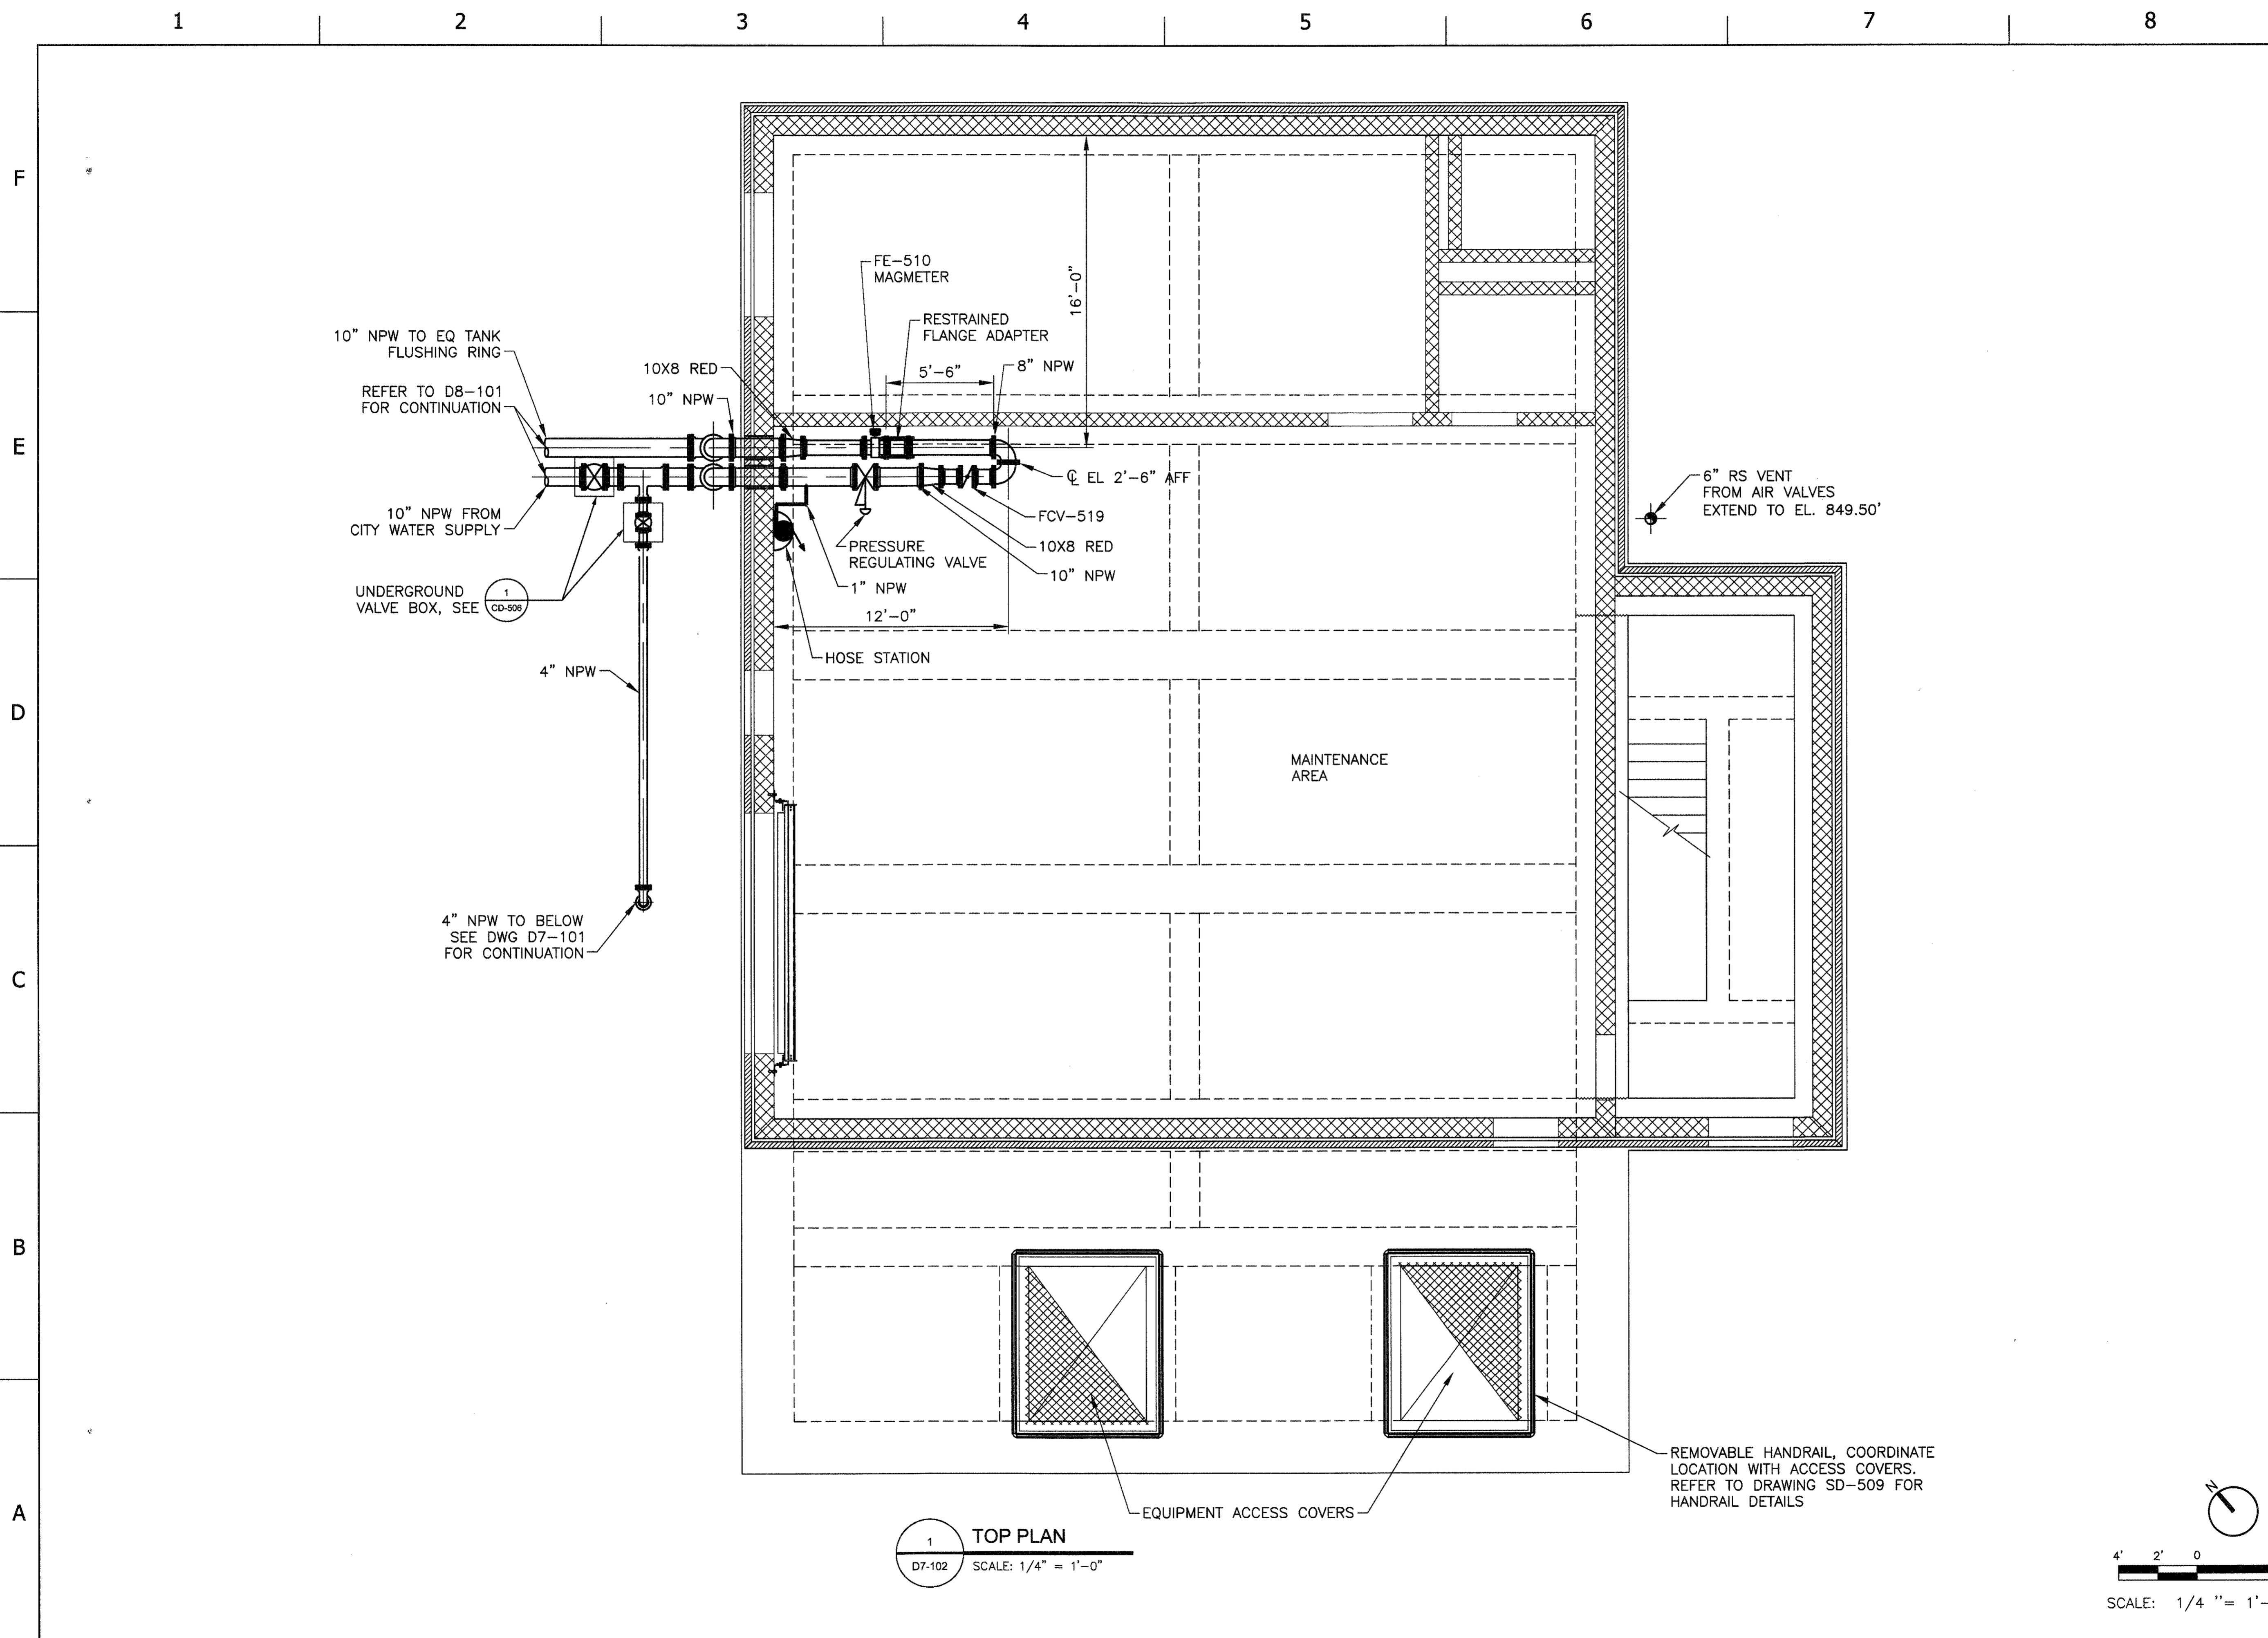 1 2 3 4 5 6 7 8
F
E
D
C
B
A
FE-510
MAGMETER
RESTRAINED
FLANGE ADAPTER
16'-0"
10" NPW TO EQ TANK
FLUSHING RING
10X8 RED
5'-6"
8" NPW
REFER TO D8-101
FOR CONTINUATION
10" NPW
℄ EL 2'-6" AFF
10" NPW FROM
CITY WATER SUPPLY
FCV-519
6" RS VENT
FROM AIR VALVES
EXTEND TO EL. 849.50'
PRESSURE
REGULATING VALVE
10X8 RED
10" NPW
1" NPW
UNDERGROUND
VALVE BOX, SEE
1
CD-506
12'-0"
HOSE STATION
4" NPW
MAINTENANCE
AREA
4" NPW TO BELOW
SEE DWG D7-101
FOR CONTINUATION
REMOVABLE HANDRAIL, COORDINATE
LOCATION WITH ACCESS COVERS.
REFER TO DRAWING SD-509 FOR
HANDRAIL DETAILS
EQUIPMENT ACCESS COVERS
1
D7-102
TOP PLAN
SCALE: 1/4" = 1'-0"
N
4' 2' 0
SCALE: 1/4 "= 1'-